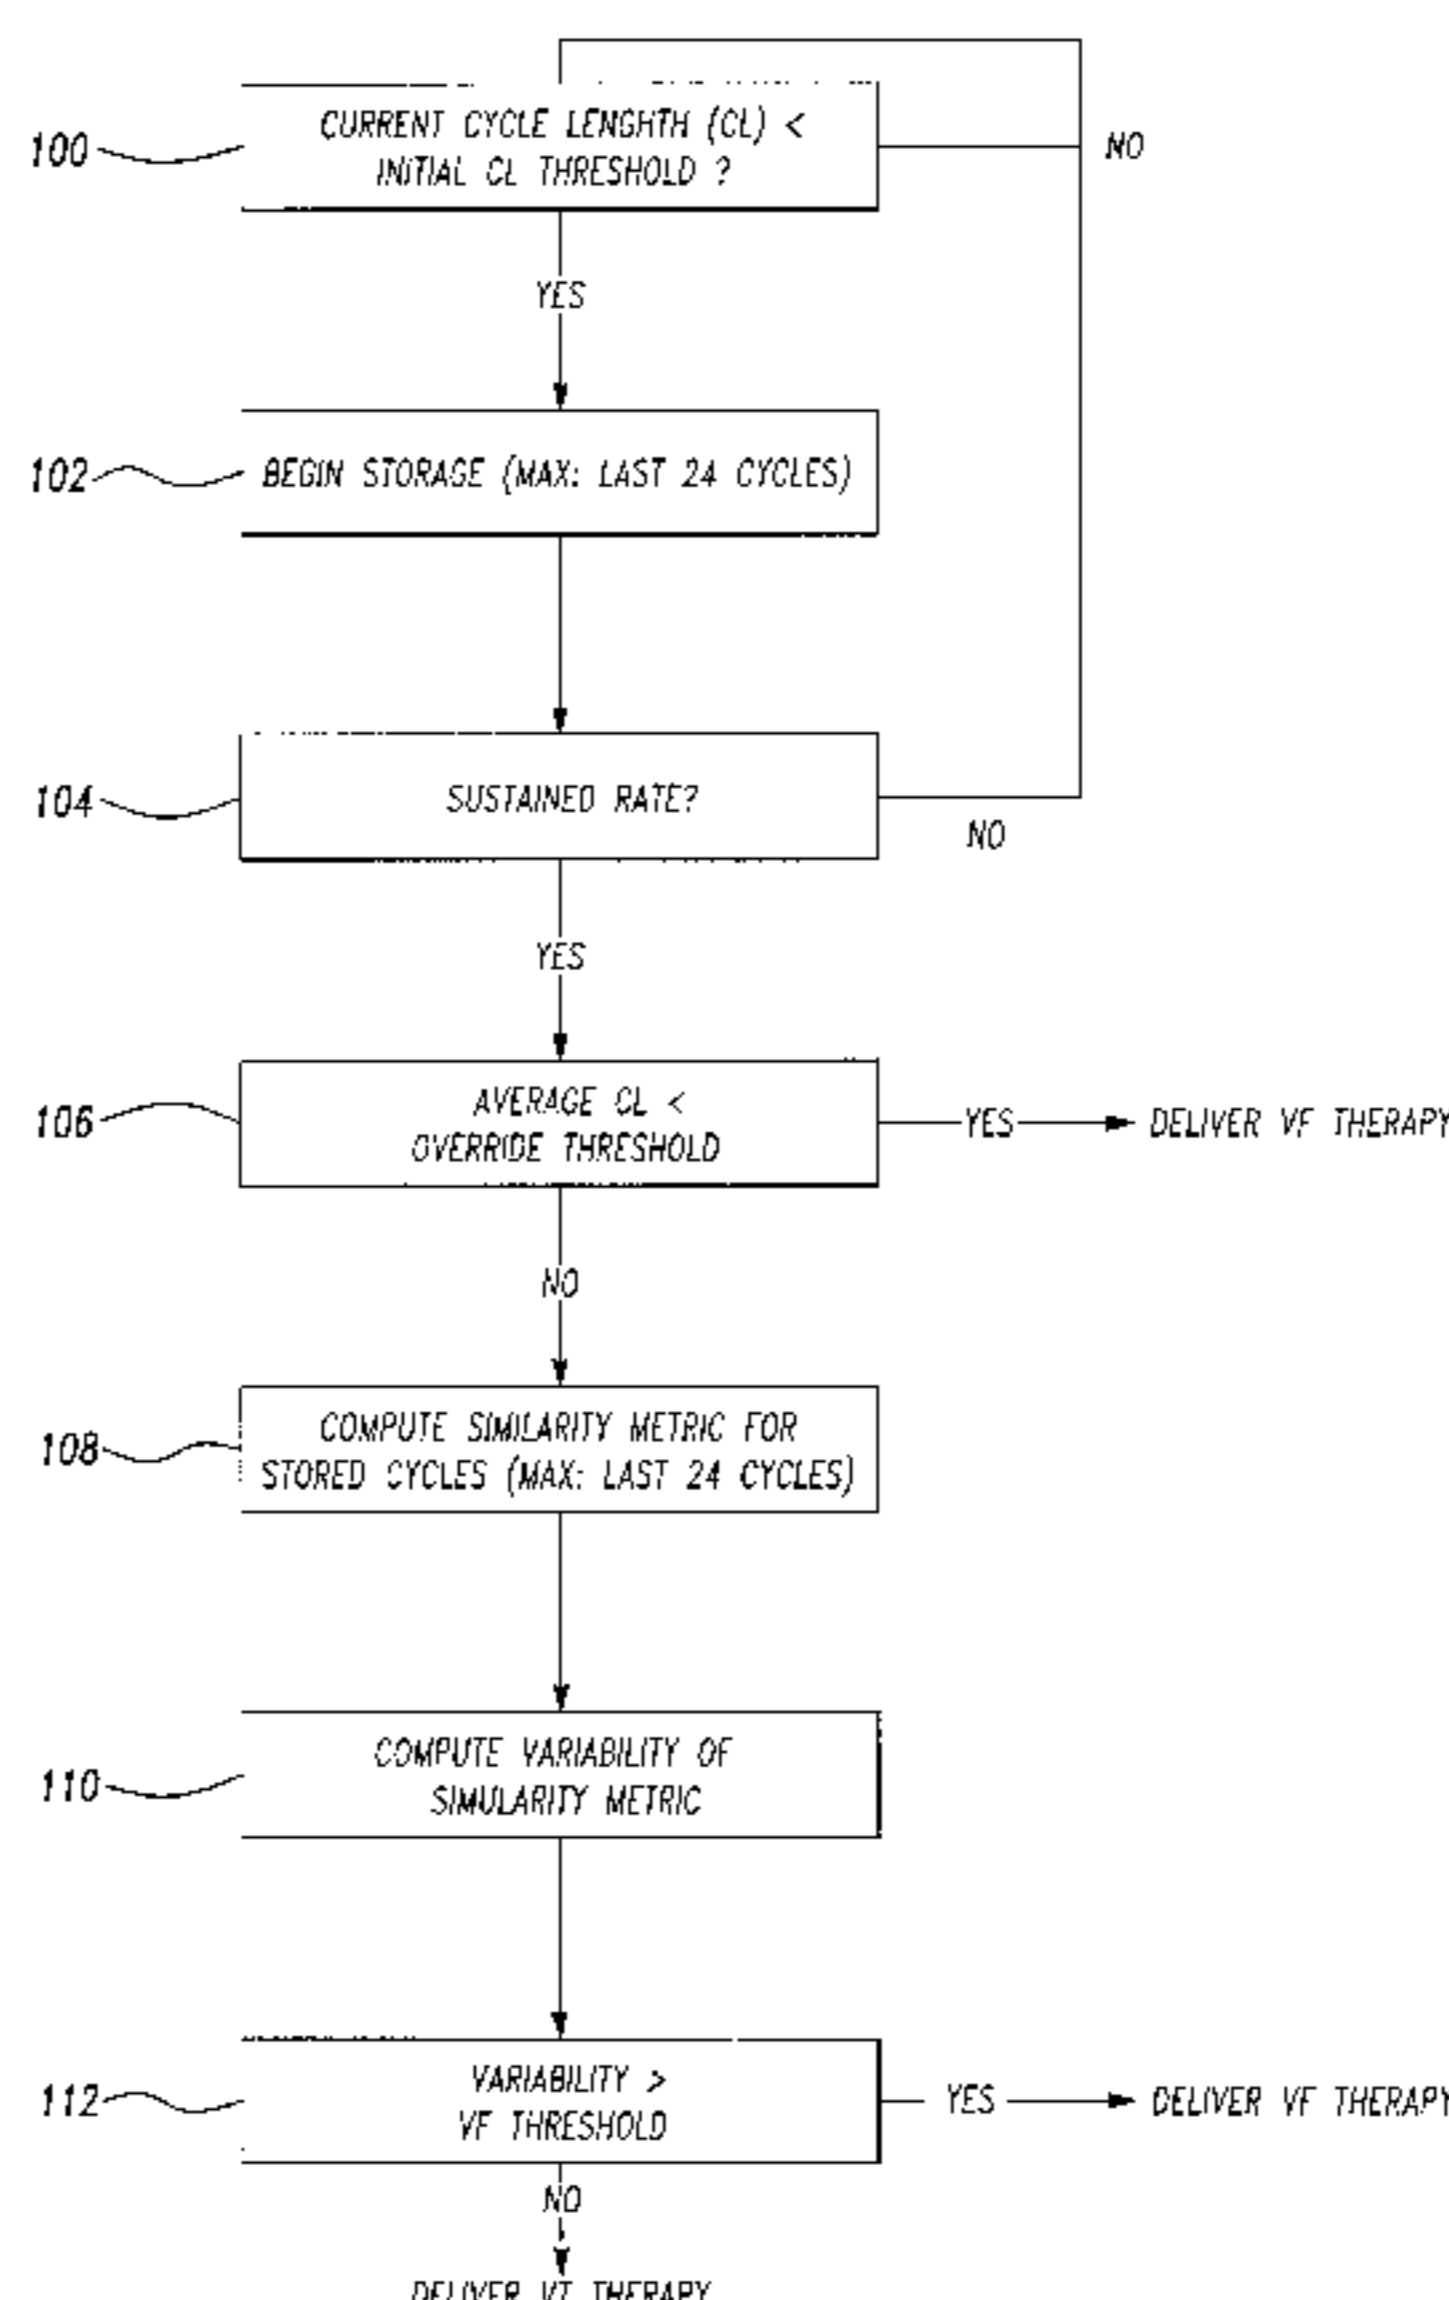 CURRENT CYCLE LENGHTH (CL) <
INITIAL CL THRESHOLD ?
100
NO
YES
102
BEGIN STORAGE (MAX: LAST 24 CYCLES)
104
SUSTAINED RATE?
NO
YES
106
AVERAGE CL <
OVERRIDE THRESHOLD
YES
DELIVER VF THERAPY
NO
108
COMPUTE SIMILARITY METRIC FOR
STORED CYCLES (MAX: LAST 24 CYCLES)
110
COMPUTE VARIABILITY OF
SIMULARITY METRIC
112
VARIABILITY >
VF THRESHOLD
YES
DELIVER VF THERAPY
NO
DELIVER VT THERAPY